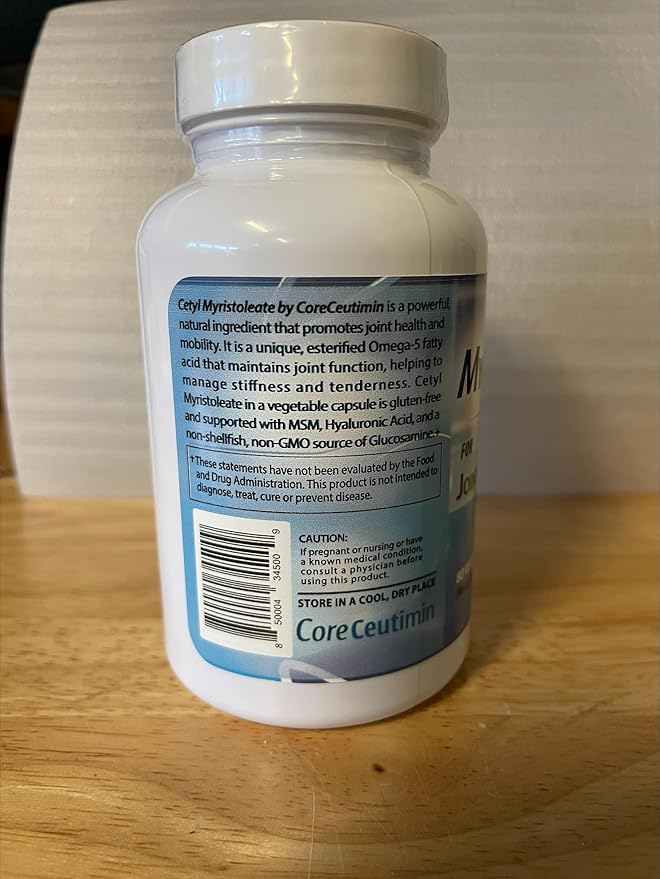 Cetyl Myristoleate by CoreCeutimin is a powerful,
natural ingredient that promotes joint health and
mobility. It is a unique, esterified Omega-5 fatty
acid that maintains joint function, helping to
manage stiffness and tenderness. Cetyl
Myristoleate in a vegetable capsule is gluten-free
and supported with MSM, Hyaluronic Acid, and a
non-shellfish, non-GMO source of Glucosamine.†
†These statements have not been evaluated by the Food
and Drug Administration. This product is not intended to
diagnose, treat, cure or prevent disease.
8 50004 34500 9
CAUTION:
If pregnant or nursing or have
a known medical condition,
consult a physician before
using this product.
STORE IN A COOL, DRY PLACE
CoreCeutimin
My
FOR